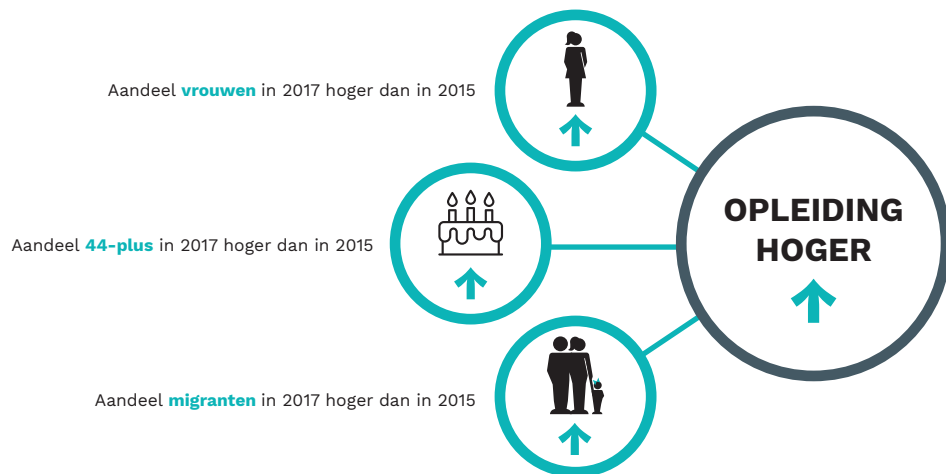 Aandeel vrouwen in 2017 hoger dan in 2015
Aandeel 44-plus in 2017 hoger dan in 2015
Aandeel migranten in 2017 hoger dan in 2015
OPLEIDING
HOGER